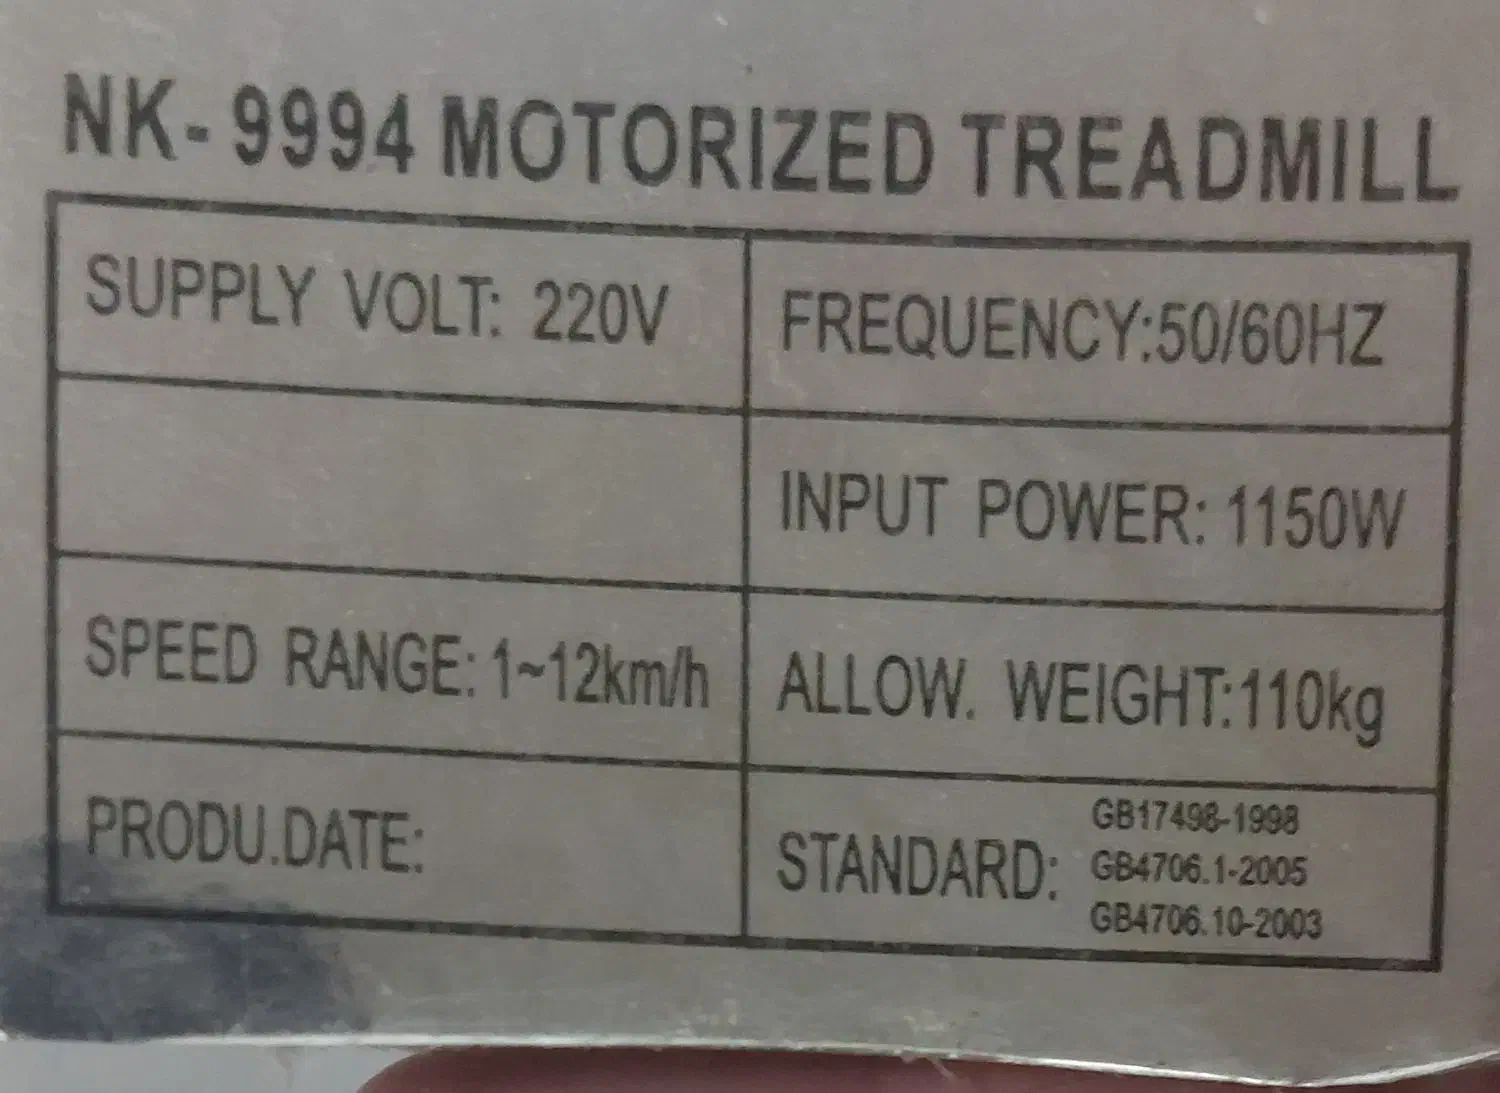 NK- 9994 MOTORIZED TREADMILL
SUPPLY VOLT: 220V
FREQUENCY:50/60HZ
INPUT POWER: 1150W
SPEED RANGE: 1~12km/h
ALLOW. WEIGHT:110kg
PRODU.DATE:
STANDARD:
GB17498-1998
GB4706.1-2005
GB4706.10-2003